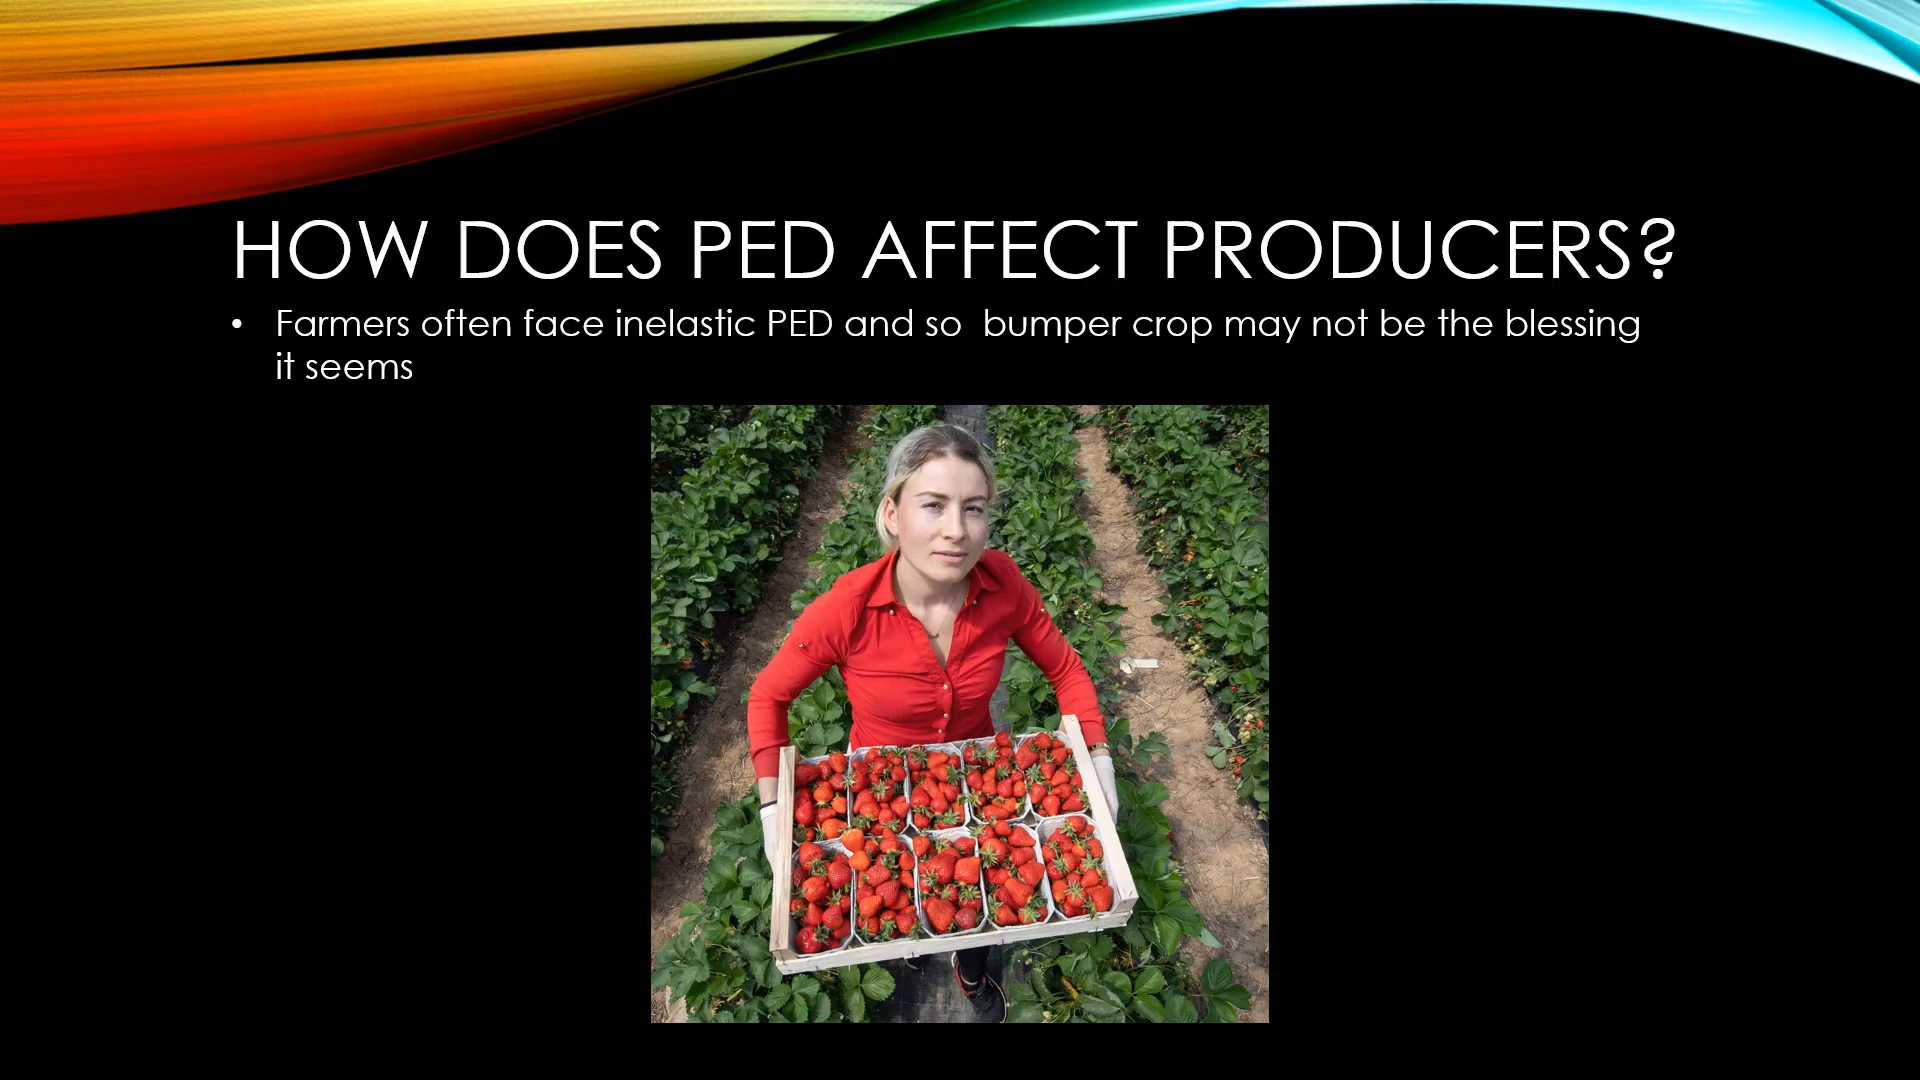 HOW DOES PED AFFECT PRODUCERS?
• Farmers often face inelastic PED and so  bumper crop may not be the blessing
it seems